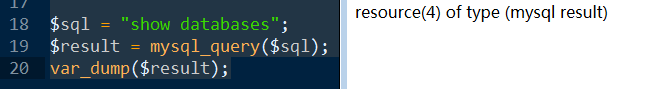 17
18 $sql = "show databases";
19 $result = mysql_query($sql);
20 var_dump($result);
resource(4) of type (mysql result)